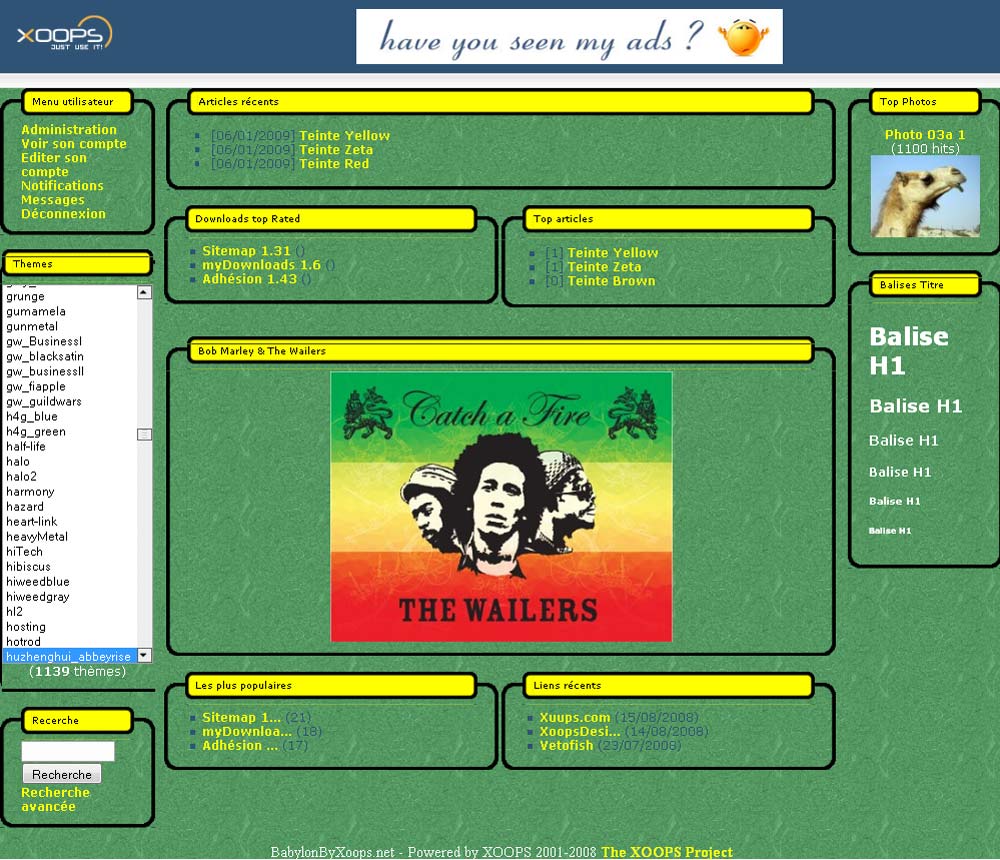 XOOPS
JUST USE IT!
have you seen my ads ?
Menu utilisateur
Administration
Voir son compte
Editer son
compte
Notifications
Messages
Déconnexion
Themes
grunge
gumamela
gunmetal
gw_BusinessI
gw_blacksatin
gw_businessII
gw_fiapple
gw_guildwars
h4g_blue
h4g_green
half-life
halo
halo2
harmony
hazard
heart-link
heavyMetal
hiTech
hibiscus
hiweedblue
hiweedgray
hl2
hosting
hotrod
huzhenghui_abbeyrise
(1139 thèmes)
Recerche
Recherche
Recherche
avancée
Articles récents
[06/01/2009] Teinte Yellow
[06/01/2009] Teinte Zeta
[06/01/2009] Teinte Red
Downloads top Rated
Sitemap 1.31 ()
myDownloads 1.6 ()
Adhésion 1.43 ()
Top articles
[1] Teinte Yellow
[1] Teinte Zeta
[0] Teinte Brown
Bob Marley & The Wailers
Catch a Fire
THE WAILERS
Les plus populaires
Sitemap 1... (21)
myDownloa... (18)
Adhésion ... (17)
Liens récents
Xuups.com (15/08/2008)
XoopsDesi... (14/08/2008)
Vetofish (23/07/2008)
Top Photos
Photo 03a 1
(1100 hits)
Balises Titre
Balise
H1
Balise H1
Balise H1
Balise H1
Balise H1
Balise H1
BabylonByXoops.net - Powered by XOOPS 2001-2008 The XOOPS Project